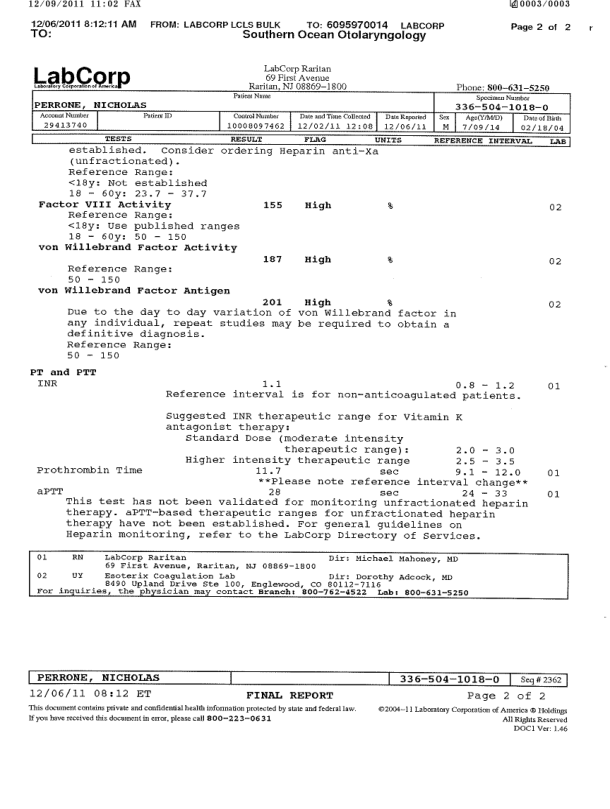 12/09/2011 11:02 FAX 0003/0003
12/06/2011 8:12:11 AM FROM: LABCORP LCLS BULK TO: 6095970014 LABCORP Page 2 of 2 r
TO: Southern Ocean Otolaryngology
LabCorp
Laboratory Corporation of America
LabCorp Raritan
69 First Avenue
Raritan, NJ 08869-1800 Phone: 800-631-5250
Patient Name Specimen Number
PERRONE, NICHOLAS 336-504-1018-0
Account Number Patient ID Control Number Date and Time Collected Date Reported Sex Age(Y/M/D) Date of Birth
29413740 10008097462 12/02/11 12:08 12/06/11 M 7/09/14 02/18/04
TESTS RESULT FLAG UNITS REFERENCE INTERVAL LAB
established. Consider ordering Heparin anti-Xa
(unfractionated).
Reference Range:
<18y: Not established
18 - 60y: 23.7 - 37.7
Factor VIII Activity 155 High % 02
Reference Range:
<18y: Use published ranges
18 - 60y: 50 - 150
von Willebrand Factor Activity
187 High % 02
Reference Range:
50 - 150
von Willebrand Factor Antigen
201 High % 02
Due to the day to day variation of von Willebrand factor in
any individual, repeat studies may be required to obtain a
definitive diagnosis.
Reference Range:
50 - 150
PT and PTT
INR 1.1 0.8 - 1.2 01
Reference interval is for non-anticoagulated patients.
Suggested INR therapeutic range for Vitamin K
antagonist therapy:
Standard Dose (moderate intensity
therapeutic range): 2.0 - 3.0
Higher intensity therapeutic range 2.5 - 3.5
Prothrombin Time 11.7 sec 9.1 - 12.0 01
**Please note reference interval change**
aPTT 28 sec 24 - 33 01
This test has not been validated for monitoring unfractionated heparin
therapy. aPTT-based therapeutic ranges for unfractionated heparin
therapy have not been established. For general guidelines on
Heparin monitoring, refer to the LabCorp Directory of Services.
01 RN LabCorp Raritan Dir: Michael Mahoney, MD
69 First Avenue, Raritan, NJ 08869-1800
02 UY Esoterix Coagulation Lab Dir: Dorothy Adcock, MD
8490 Upland Drive Ste 100, Englewood, CO 80112-7116
For inquiries, the physician may contact Branch: 800-762-4522 Lab: 800-631-5250
PERRONE, NICHOLAS 336-504-1018-0 Seq # 2362
12/06/11 08:12 ET FINAL REPORT Page 2 of 2
This document contains private and confidential health information protected by state and federal law. ©2004-11 Laboratory Corporation of America ® Holdings
If you have received this document in error, please call 800-223-0631 All Rights Reserved
DOC1 Ver: 1.46